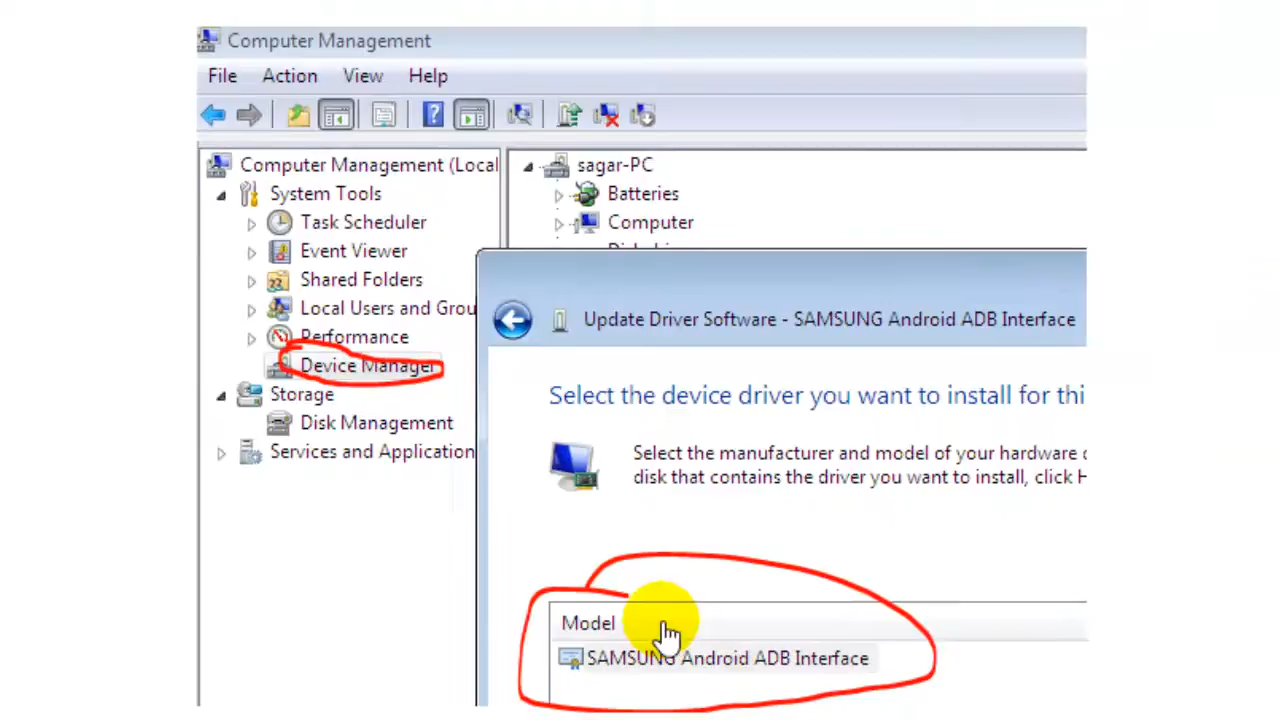 Computer Management
File Action View Help
Computer Management (Local
System Tools
Task Scheduler
Event Viewer
Shared Folders
Local Users and Grou
Performance
Device Manager
Storage
Disk Management
Services and Application
sagar-PC
Batteries
Computer
Update Driver Software - SAMSUNG Android ADB Interface
Select the device driver you want to install for thi
Select the manufacturer and model of your hardware
disk that contains the driver you want to install, click H
Model
SAMSUNG Android ADB Interface